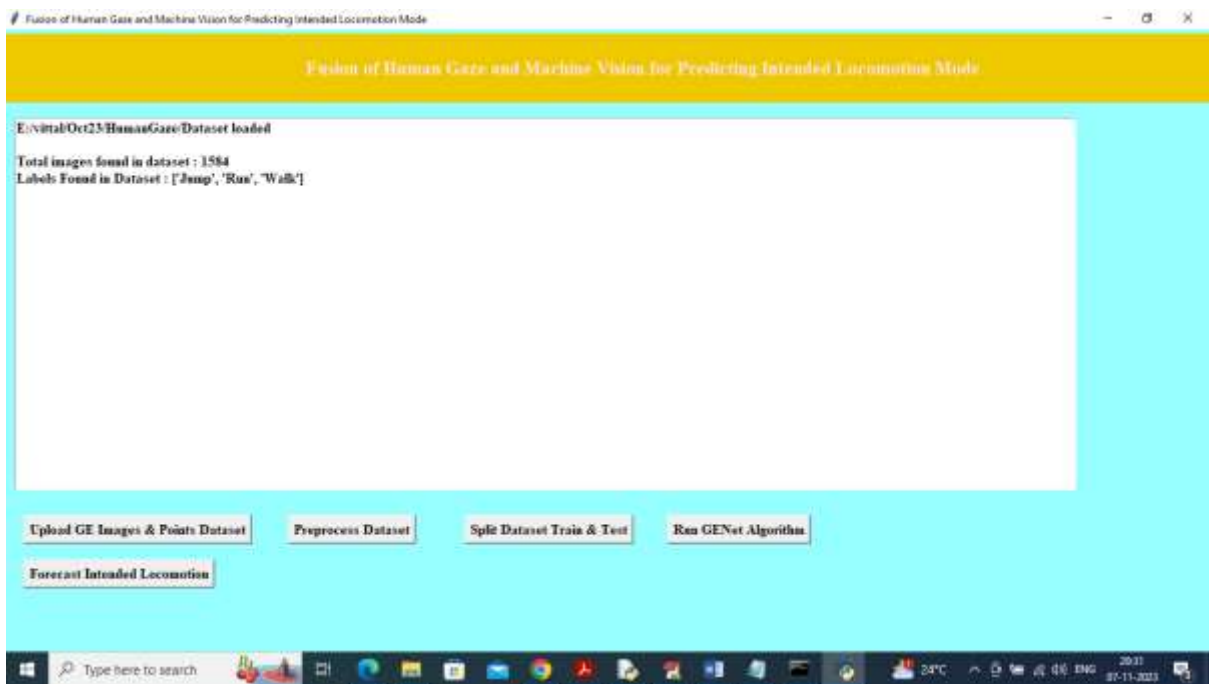 Fusion of Human Gaze and Machine Vision for Predicting Intended Locomotion Mode
Fusion of Human Gaze and Machine Vision for Predicting Intended Locomotion Mode
E:/vittal/Oct23/HumanGaze/Dataset loaded
Total images found in dataset : 1584
Labels Found in Dataset : ['Jump', 'Run', 'Walk']
Upload GE Images & Points Dataset
Preprocess Dataset
Split Dataset Train & Test
Run GENet Algorithm
Forecast Intended Locomotion
Type here to search
24°C
ENG
20:31
07-11-2023